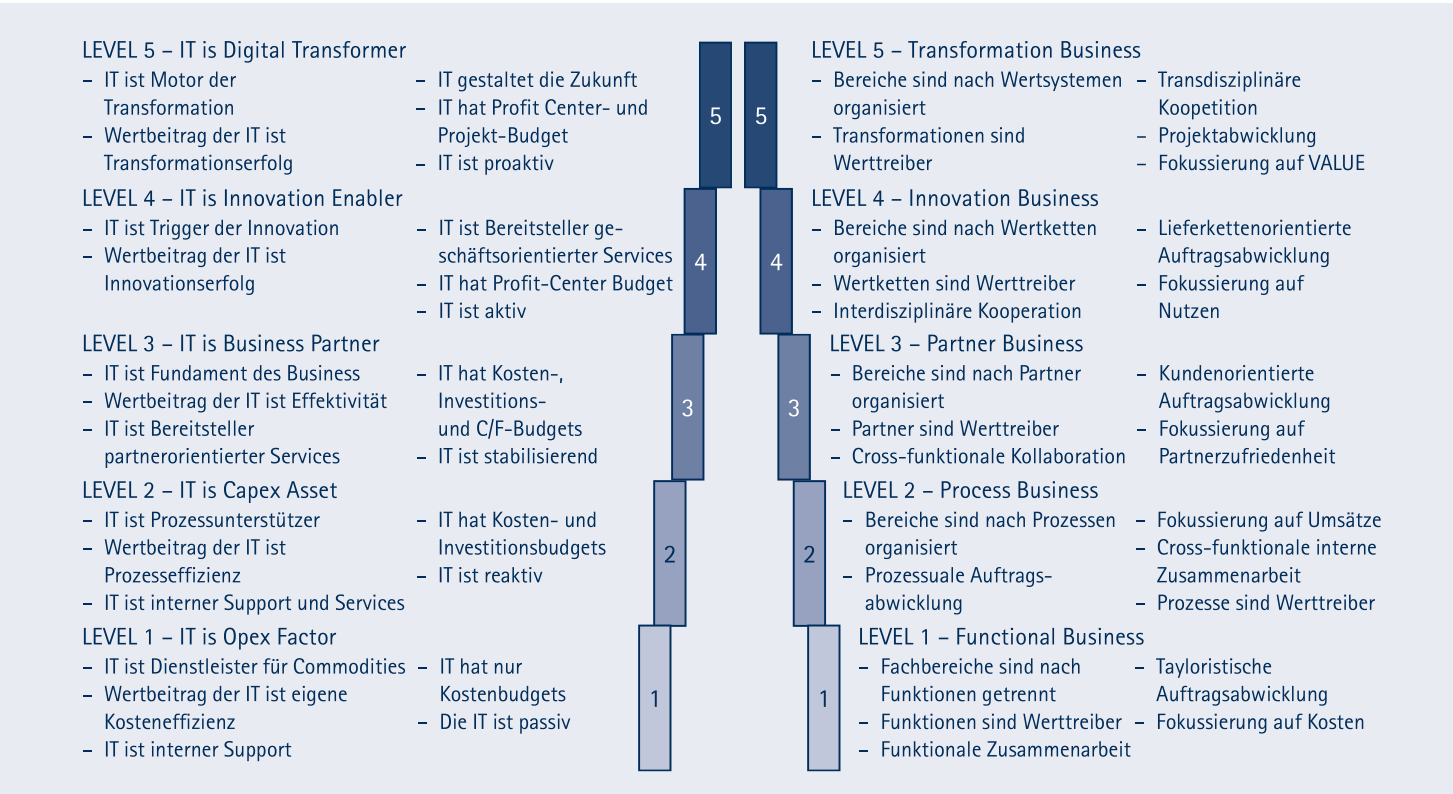 LEVEL 5 – IT is Digital Transformer
– IT ist Motor der
Transformation
– Wertbeitrag der IT ist
Transformationserfolg
– IT gestaltet die Zukunft
– IT hat Profit Center- und
Projekt-Budget
– IT ist proaktiv
5
5
LEVEL 5 – Transformation Business
– Bereiche sind nach Wertsystemen
organisiert
– Transformationen sind
Werttreiber
– Transdisziplinäre
Koopetition
– Projektabwicklung
– Fokussierung auf VALUE
LEVEL 4 – IT is Innovation Enabler
– IT ist Trigger der Innovation
– Wertbeitrag der IT ist
Innovationserfolg
– IT ist Bereitsteller ge-
schäftsorientierter Services
– IT hat Profit-Center Budget
– IT ist aktiv
4
4
LEVEL 4 – Innovation Business
– Bereiche sind nach Wertketten
organisiert
– Wertketten sind Werttreiber
– Interdisziplinäre Kooperation
– Lieferkettenorientierte
Auftragsabwicklung
– Fokussierung auf
Nutzen
LEVEL 3 – IT is Business Partner
– IT ist Fundament des Business
– Wertbeitrag der IT ist Effektivität
– IT ist Bereitsteller
partnerorientierter Services
– IT hat Kosten-,
Investitions-
und C/F-Budgets
– IT ist stabilisierend
3
3
LEVEL 3 – Partner Business
– Bereiche sind nach Partner
organisiert
– Partner sind Werttreiber
– Cross-funktionale Kollaboration
– Kundenorientierte
Auftragsabwicklung
– Fokussierung auf
Partnerzufriedenheit
LEVEL 2 – IT is Capex Asset
– IT ist Prozessunterstützer
– Wertbeitrag der IT ist
Prozesseffizienz
– IT ist interner Support und Services
– IT hat Kosten- und
Investitionsbudgets
– IT ist reaktiv
2
2
LEVEL 2 – Process Business
– Bereiche sind nach Prozessen
organisiert
– Prozessuale Auftrags-
abwicklung
– Fokussierung auf Umsätze
– Cross-funktionale interne
Zusammenarbeit
– Prozesse sind Werttreiber
LEVEL 1 – IT is Opex Factor
– IT ist Dienstleister für Commodities
– Wertbeitrag der IT ist eigene
Kosteneffizienz
– IT ist interner Support
– IT hat nur
Kostenbudgets
– Die IT ist passiv
1
1
LEVEL 1 – Functional Business
– Fachbereiche sind nach
Funktionen getrennt
– Funktionen sind Werttreiber
– Funktionale Zusammenarbeit
– Tayloristische
Auftragsabwicklung
– Fokussierung auf Kosten